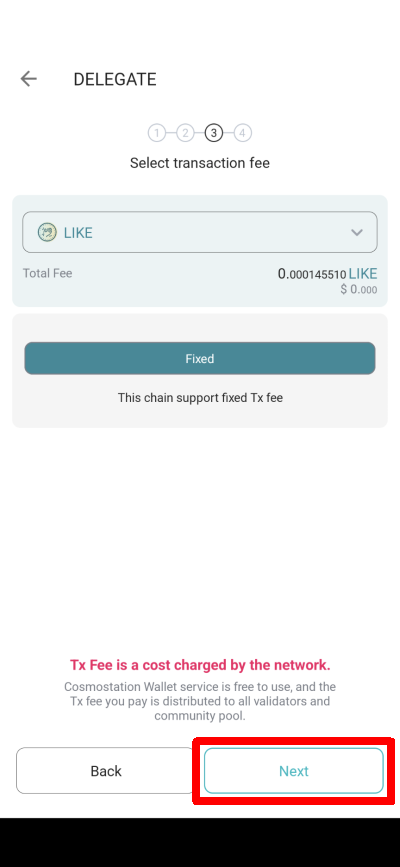 DELEGATE
1 2 3 4
Select transaction fee
LIKE
Total Fee 0.000145510 LIKE
$ 0.000
Fixed
This chain support fixed Tx fee
Tx Fee is a cost charged by the network.
Cosmostation Wallet service is free to use, and the
Tx fee you pay is distributed to all validators and
community pool.
Back Next